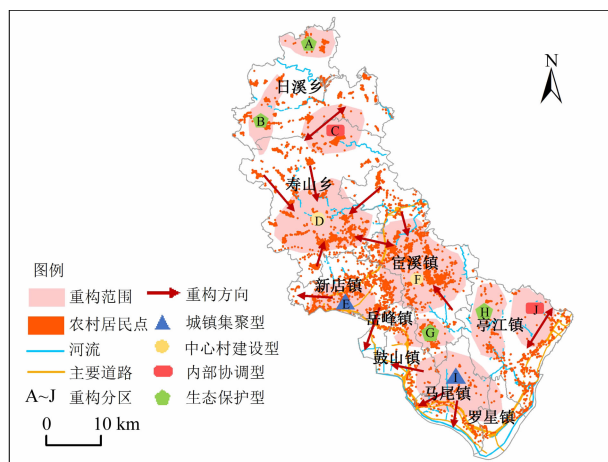 N
A
日溪乡
B
C
寿山乡
D
宦溪镇
F
新店镇
E
岳峰镇
G
H
亭江镇
J
鼓山镇
I
马尾镇
罗星镇
图例
重构范围 重构方向
农村居民点 城镇集聚型
河流 中心村建设型
主要道路 内部协调型
A~J 重构分区 生态保护型
0 10 km